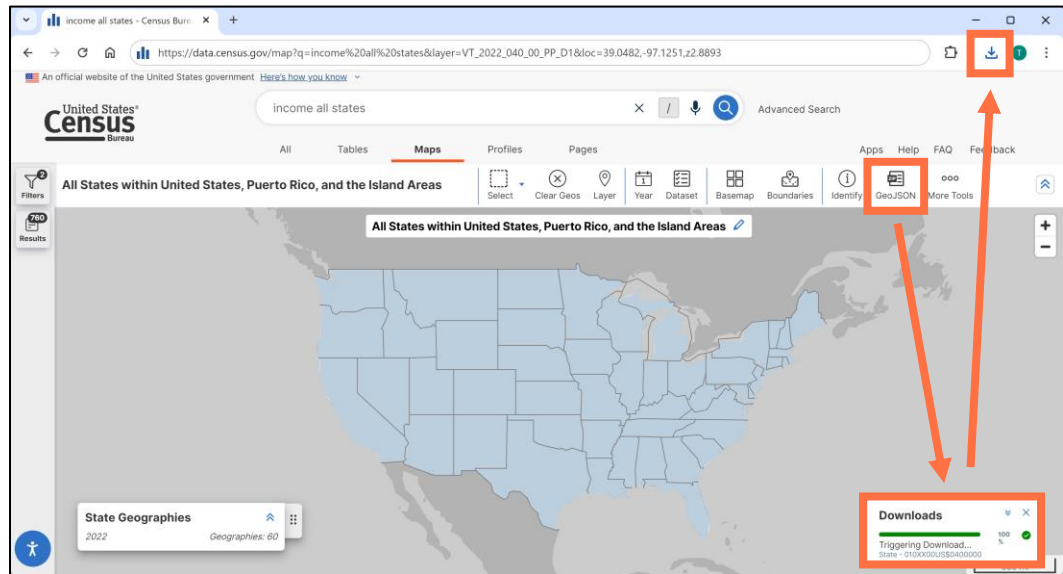 income all states - Census Bure
https://data.census.gov/map?q=income%20all%20states&layer=VT_2022_040_00_PP_D1&loc=39.0482,-97.1251,z2.8893
T
An official website of the United States government Here's how you know
United States®
Census
Bureau
income all states
/
Advanced Search
All Tables Maps Profiles Pages
Apps Help FAQ Feedback
2
Filters
All States within United States, Puerto Rico, and the Island Areas
Select Clear Geos Layer Year Dataset Basemap Boundaries Identify GeoJSON More Tools
760
Results
All States within United States, Puerto Rico, and the Island Areas
+
−
State Geographies
2022 Geographies: 60
Downloads
100
%
Triggering Download...
State - 010XX00US$0400000